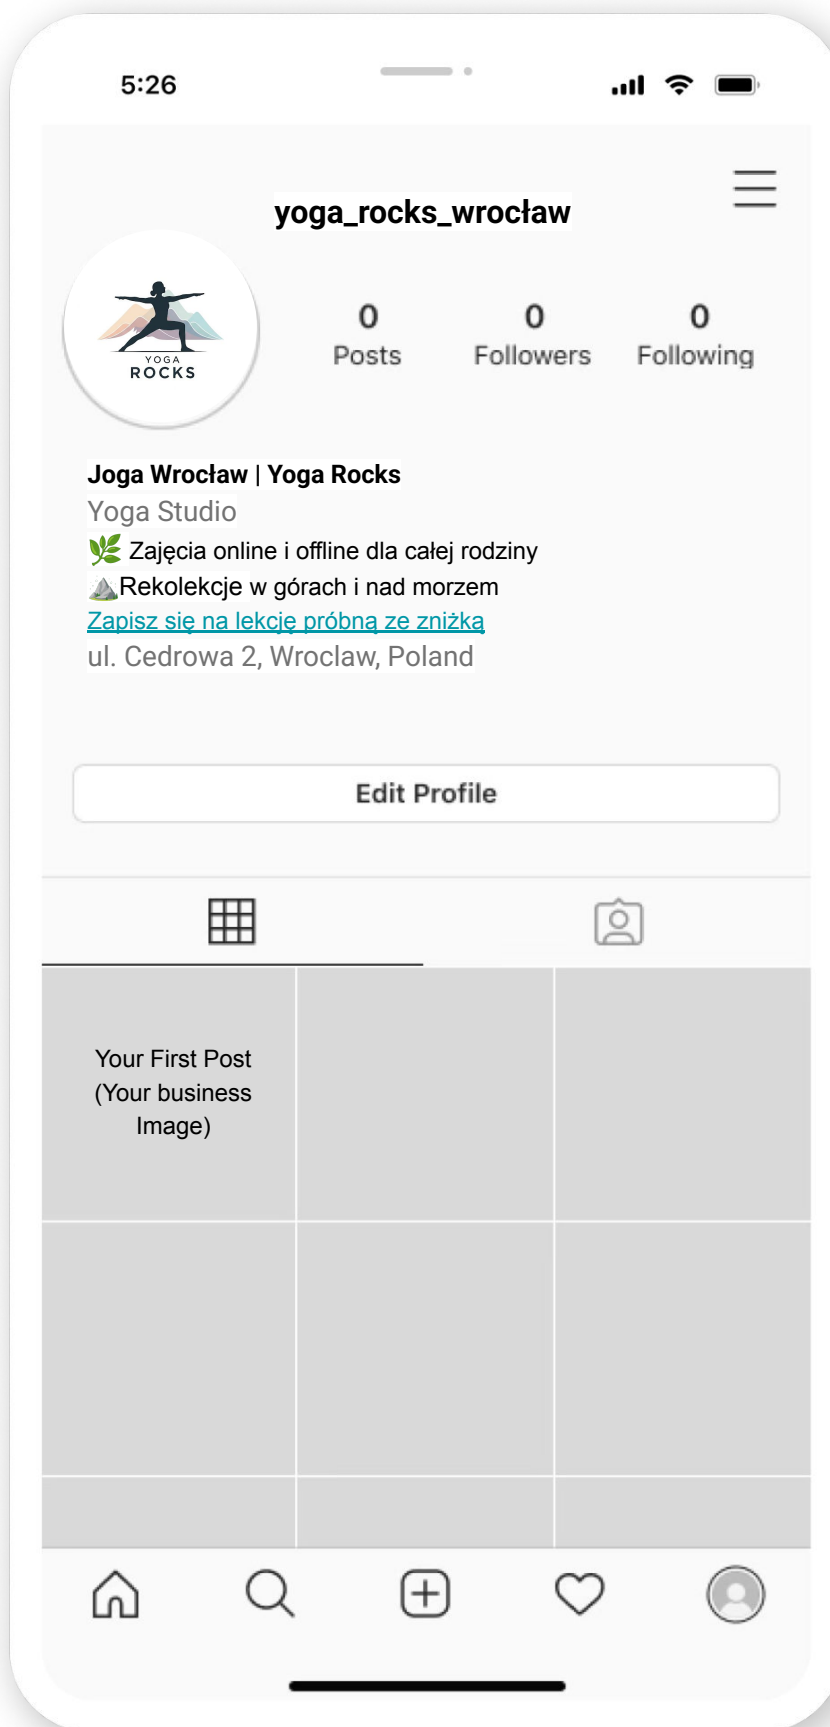 5:26
yoga_rocks_wrocław
YOGA
ROCKS
0 0 0
Posts Followers Following
Joga Wrocław | Yoga Rocks
Yoga Studio
🌿 Zajęcia online i offline dla całej rodziny
⛰️Rekolekcje w górach i nad morzem
Zapisz się na lekcję próbną ze zniżką
ul. Cedrowa 2, Wroclaw, Poland
Edit Profile
Your First Post
(Your business
Image)